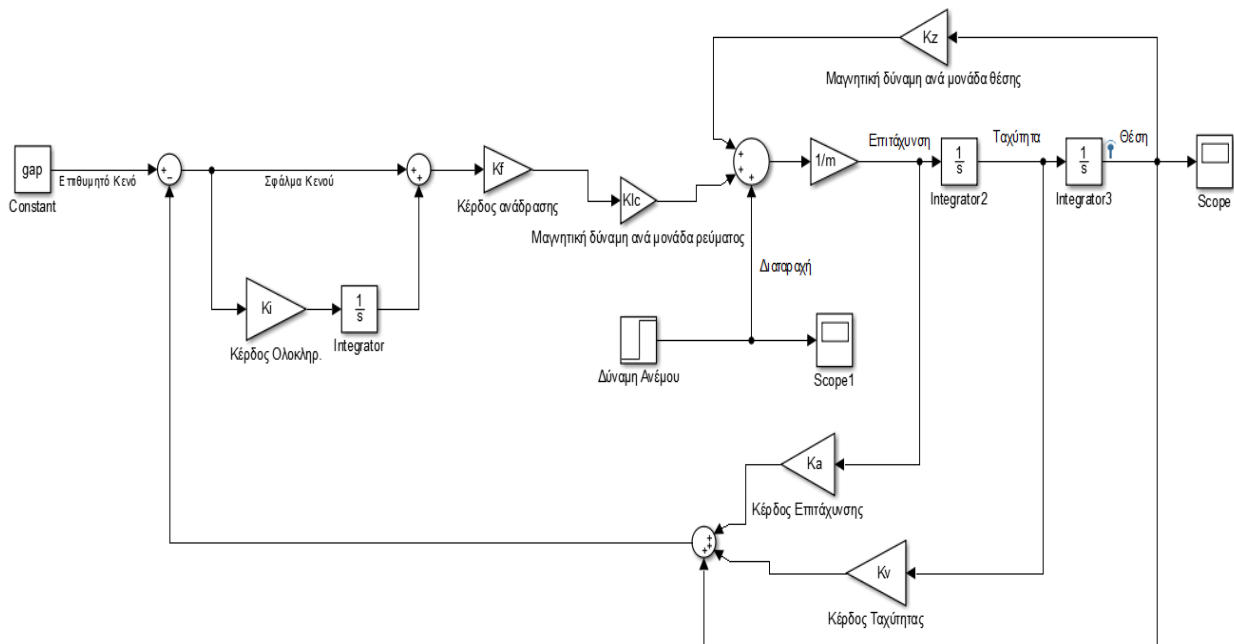 Kz
Μαγνητική δύναμη ανά μονάδα θέσης
gap
Constant
Επιθυμητό Κενό
+
−
Σφάλμα Κενού
+
+
Kf
Κέρδος ανάδρασης
KIc
Μαγνητική δύναμη ανά μονάδα ρεύματος
+
+
+
1/m
Επιτάχυνση
1
s
Integrator2
Ταχύτητα
1
s
Integrator3
Θέση
Scope
Διαταραχή
Ki
Κέρδος Ολοκληρ.
1
s
Integrator
Δύναμη Ανέμου
Scope1
Ka
Κέρδος Επιτάχυνσης
+
+
+
Kv
Κέρδος Ταχύτητας